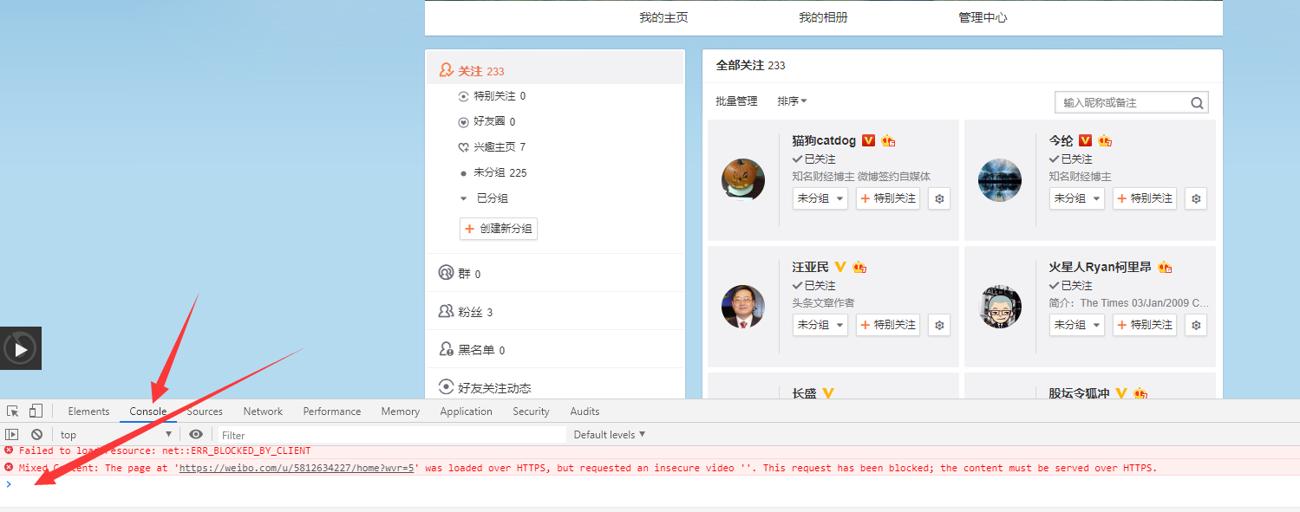 我的主页 我的相册 管理中心
关注 233
特别关注 0
好友圈 0
兴趣主页 7
未分组 225
已分组
+ 创建新分组
群 0
粉丝 3
黑名单 0
好友关注动态
全部关注 233
批量管理 排序 输入昵称或备注
猫狗catdog V
已关注
知名财经博主 微博签约自媒体
未分组 + 特别关注
今纶 V
已关注
知名财经博主
未分组 + 特别关注
汪亚民 V
已关注
头条文章作者
未分组 + 特别关注
火星人Ryan柯里昂
已关注
简介: The Times 03/Jan/2009 C...
未分组 + 特别关注
长盛 V
股坛令狐冲 V
Elements Console Sources Network Performance Memory Application Security Audits
top Filter Default levels
Failed to load resource: net::ERR_BLOCKED_BY_CLIENT
Mixed Content: The page at 'https://weibo.com/u/5812634227/home?wvr=5' was loaded over HTTPS, but requested an insecure video ''. This request has been blocked; the content must be served over HTTPS.
>